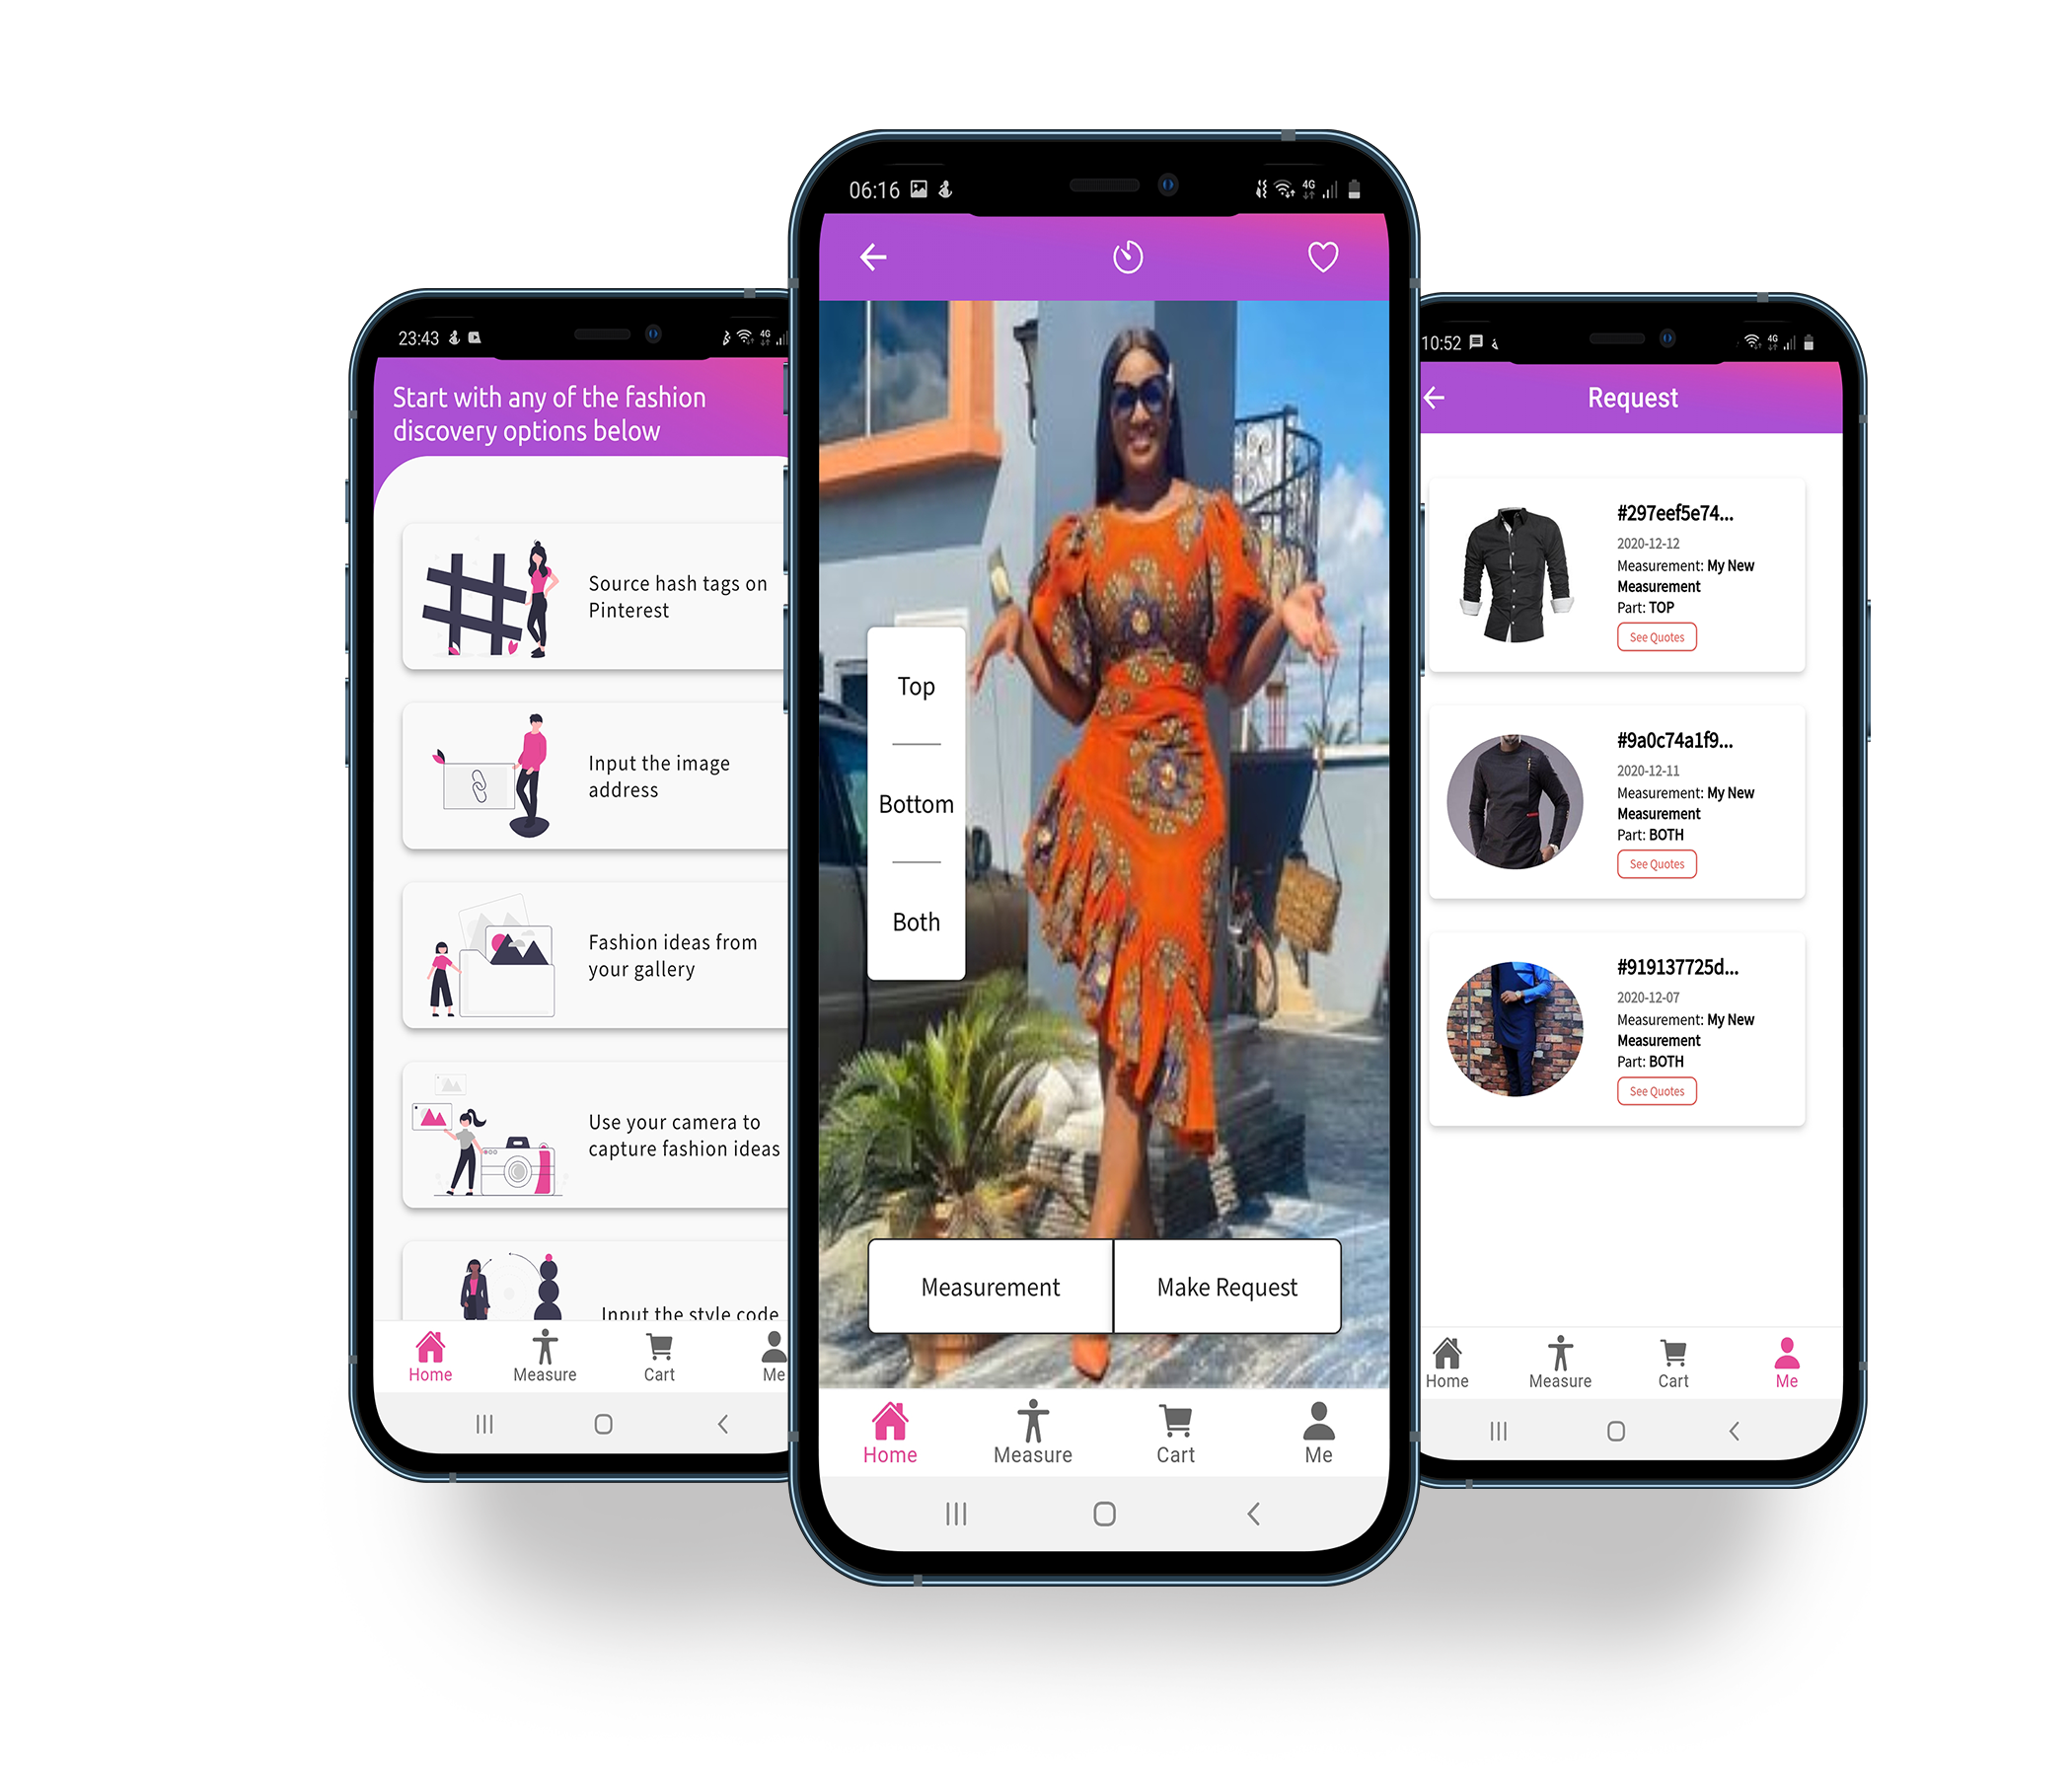 23:43
4G
Start with any of the fashion
discovery options below
Source hash tags on
Pinterest
Input the image
address
Fashion ideas from
your gallery
Use your camera to
capture fashion ideas
Input the style code
Home
Measure
Cart
Me
06:16
4G
Top
Bottom
Both
Measurement
Make Request
Home
Measure
Cart
Me
10:52
4G
Request
#297eef5e74...
2020-12-12
Measurement: My New
Measurement
Part: TOP
See Quotes
#9a0c74a1f9...
2020-12-11
Measurement: My New
Measurement
Part: BOTH
See Quotes
#919137725d...
2020-12-07
Measurement: My New
Measurement
Part: BOTH
See Quotes
Home
Measure
Cart
Me